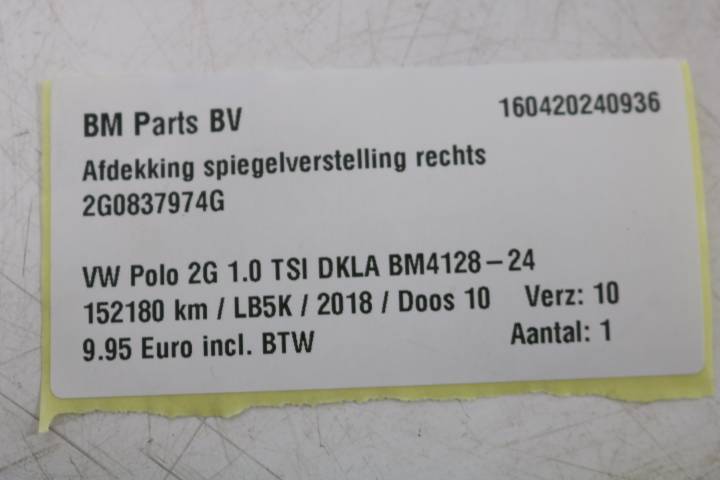 BM Parts BV 160420240936
Afdekking spiegelverstelling rechts
2G0837974G
VW Polo 2G 1.0 TSI DKLA BM4128-24
152180 km / LB5K / 2018 / Doos 10 Verz: 10
9.95 Euro incl. BTW Aantal: 1